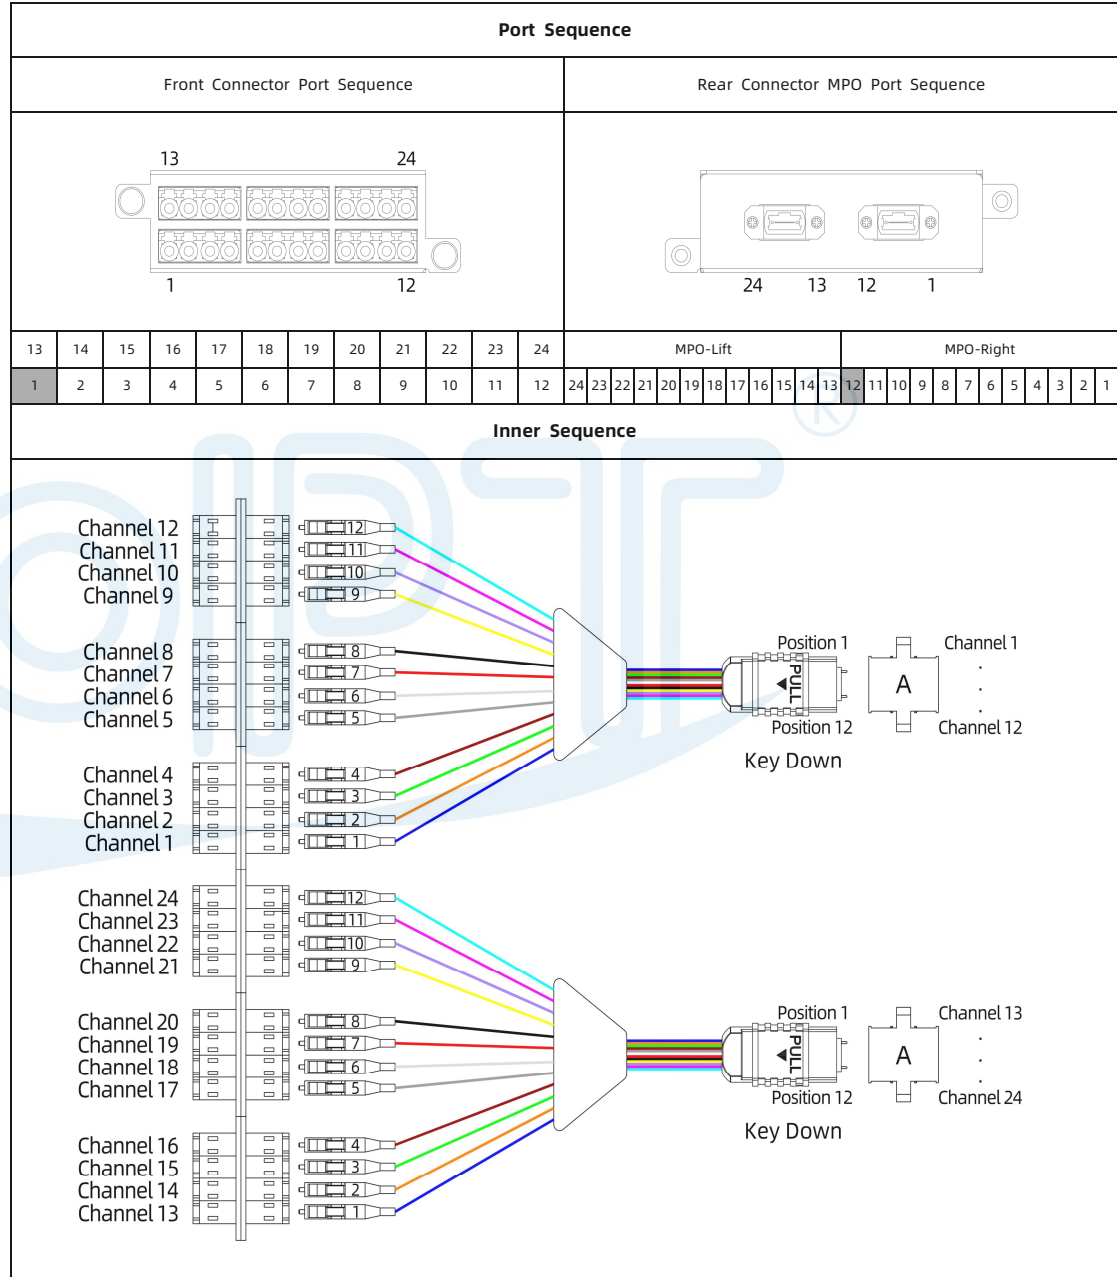 Port Sequence
Front Connector Port Sequence
Rear Connector MPO Port Sequence
13 24
1 12
24 13 12 1
13 14 15 16 17 18 19 20 21 22 23 24 MPO-Lift MPO-Right
1 2 3 4 5 6 7 8 9 10 11 12 24 23 22 21 20 19 18 17 16 15 14 13 12 11 10 9 8 7 6 5 4 3 2 1
®
Inner Sequence
OPT
Channel 12 12
Channel 11 11
Channel 10 10
Channel 9 9
Channel 8 8
Channel 7 7
Channel 6 6
Channel 5 5
Channel 4 4
Channel 3 3
Channel 2 2
Channel 1 1
Position 1
PULL
Position 12
Key Down
A
Channel 1
.
.
.
Channel 12
Channel 24 12
Channel 23 11
Channel 22 10
Channel 21 9
Channel 20 8
Channel 19 7
Channel 18 6
Channel 17 5
Channel 16 4
Channel 15 3
Channel 14 2
Channel 13 1
Position 1
PULL
Position 12
Key Down
A
Channel 13
.
.
.
Channel 24